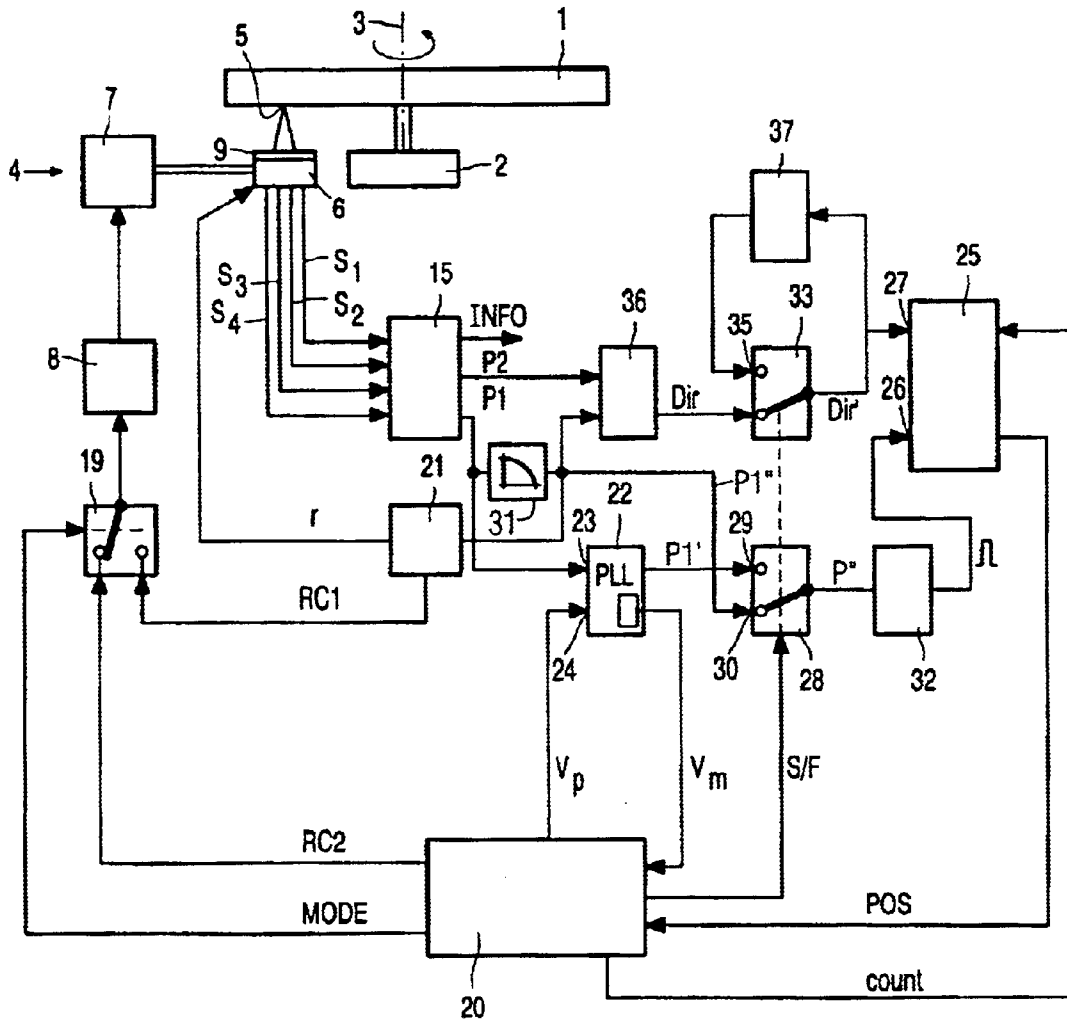 3
1
5
7
4
9
6
2
37
S1
S3
S2
S4
15
INFO
P2
P1
36
Dir
35
33
Dir
27
25
26
8
19
r
21
31
22
23
PLL
24
P1'
P1"
29
30
28
P"
32
RC1
Vp
Vm
S/F
RC2
MODE
POS
count
20